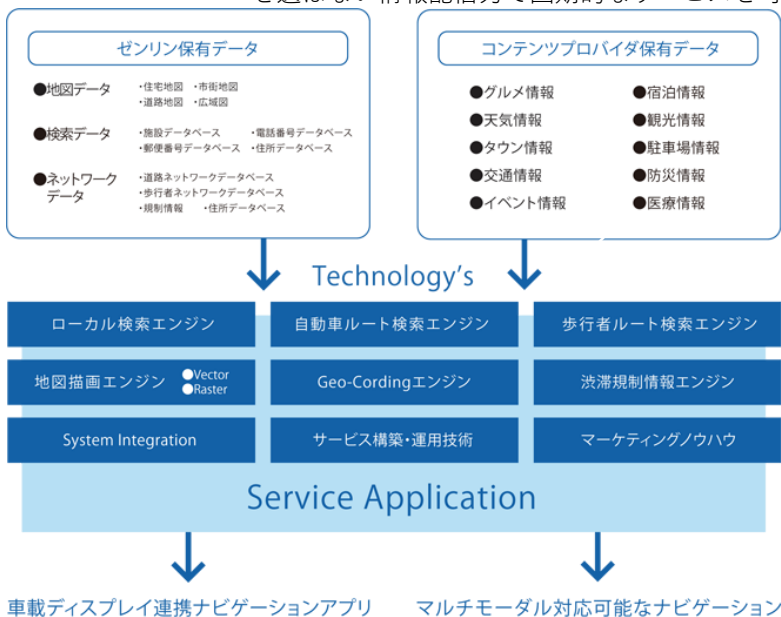 ゼンリン保有データ
●地図データ ・住宅地図 ・市街地図
・道路地図 ・広域図
●検索データ ・施設データベース ・電話番号データベース
・郵便番号データベース ・住所データベース
●ネットワークデータ ・道路ネットワークデータベース
・歩行者ネットワークデータベース
・規制情報 ・住所データベース
コンテンツプロバイダ保有データ
●グルメ情報 ●宿泊情報
●天気情報 ●観光情報
●タウン情報 ●駐車場情報
●交通情報 ●防災情報
●イベント情報 ●医療情報
Technology's
ローカル検索エンジン 自動車ルート検索エンジン 歩行者ルート検索エンジン
地図描画エンジン ●Vector ●Raster Geo-Cordingエンジン 渋滞規制情報エンジン
System Integration サービス構築・運用技術 マーケティングノウハウ
Service Application
車載ディスプレイ連携ナビゲーションアプリ マルチモーダル対応可能なナビゲーション